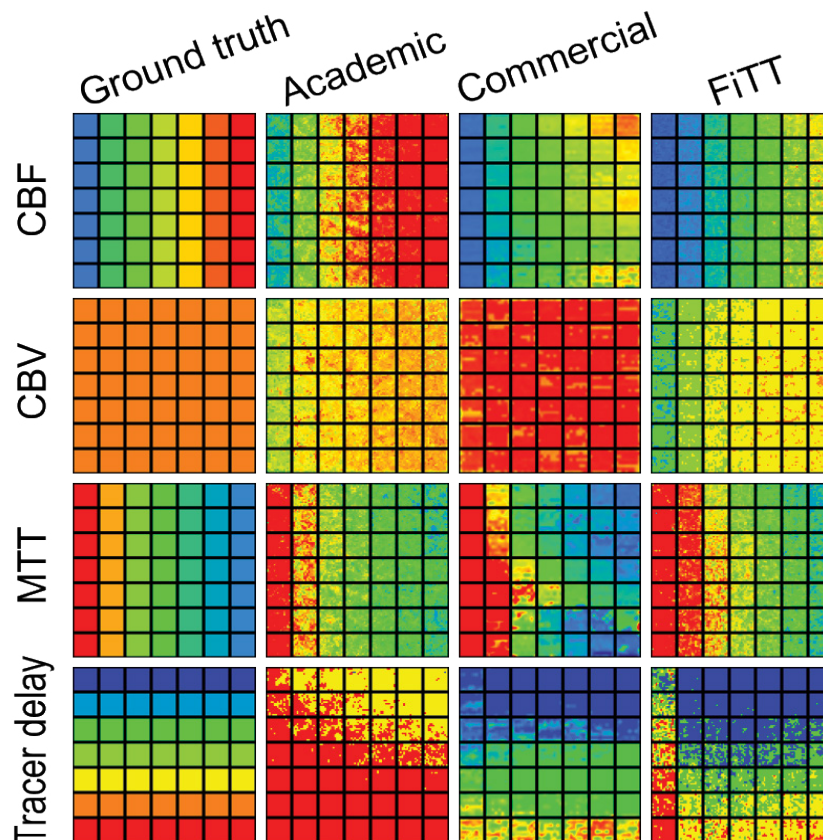 Ground truth
Academic
Commercial
FiTT
CBF
CBV
MTT
Tracer delay